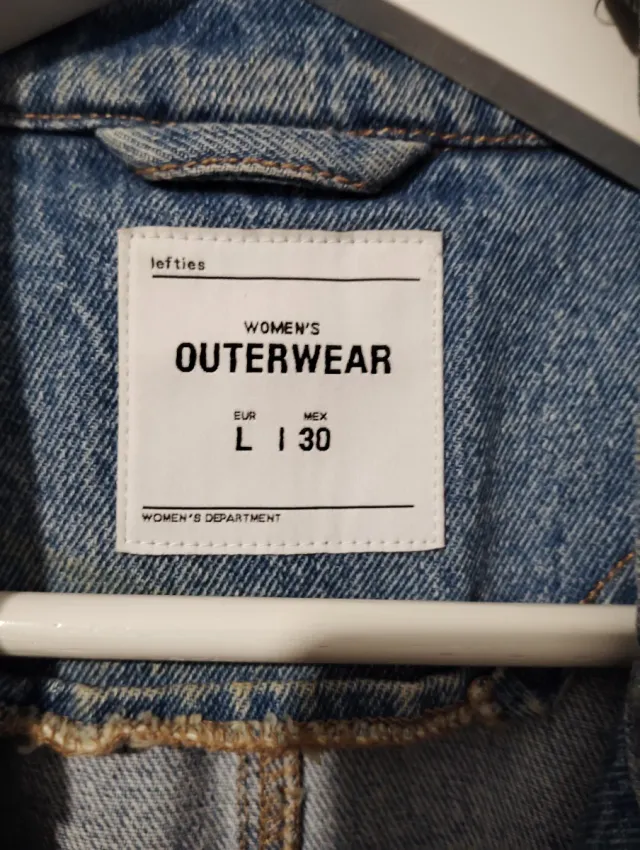 lefties
WOMEN'S
OUTERWEAR
EUR MEX
L | 30
WOMEN'S DEPARTMENT